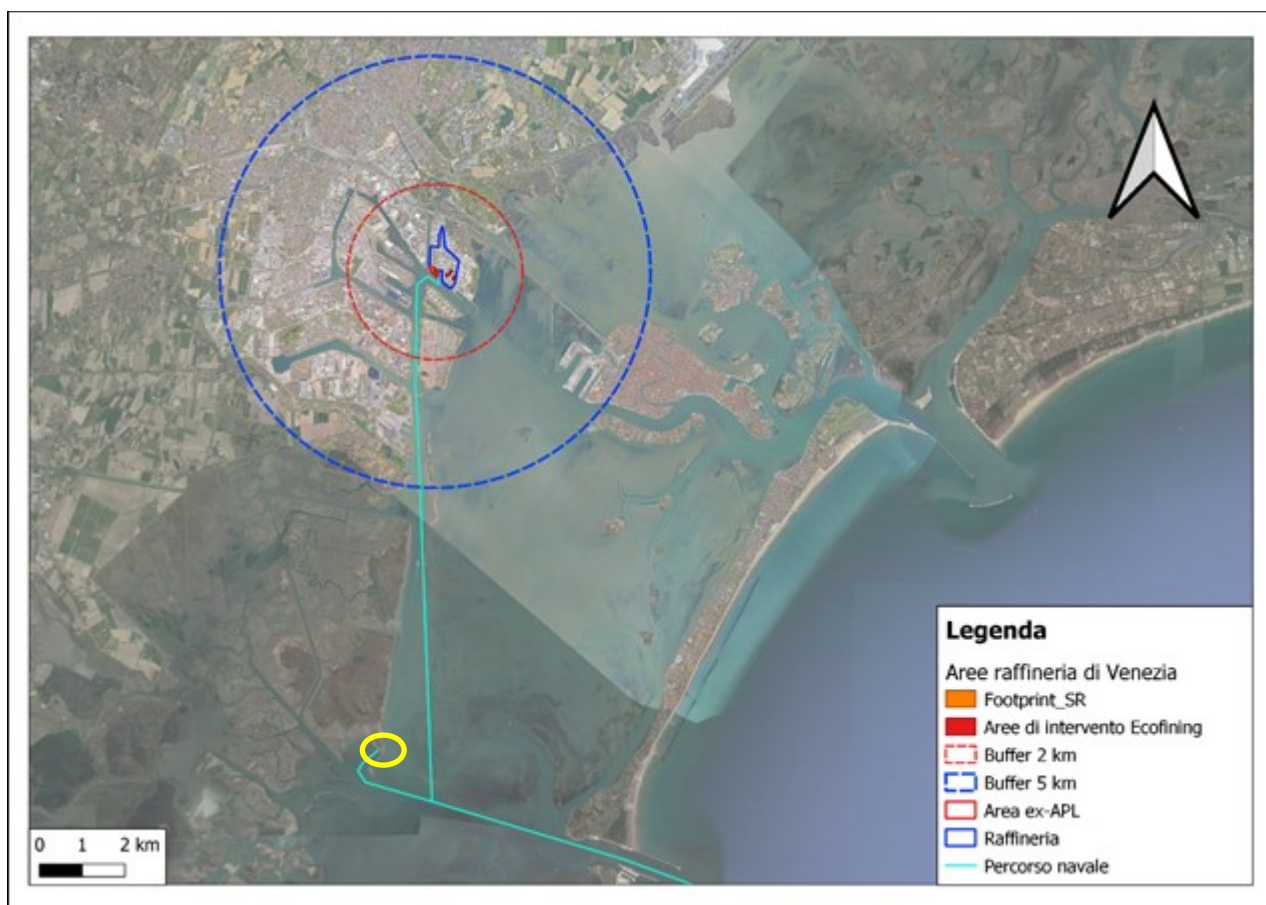 Legenda
Aree raffineria di Venezia
Footprint_SR
Aree di intervento Ecofining
Buffer 2 km
Buffer 5 km
Area ex-APL
Raffineria
Percorso navale
0 1 2 km